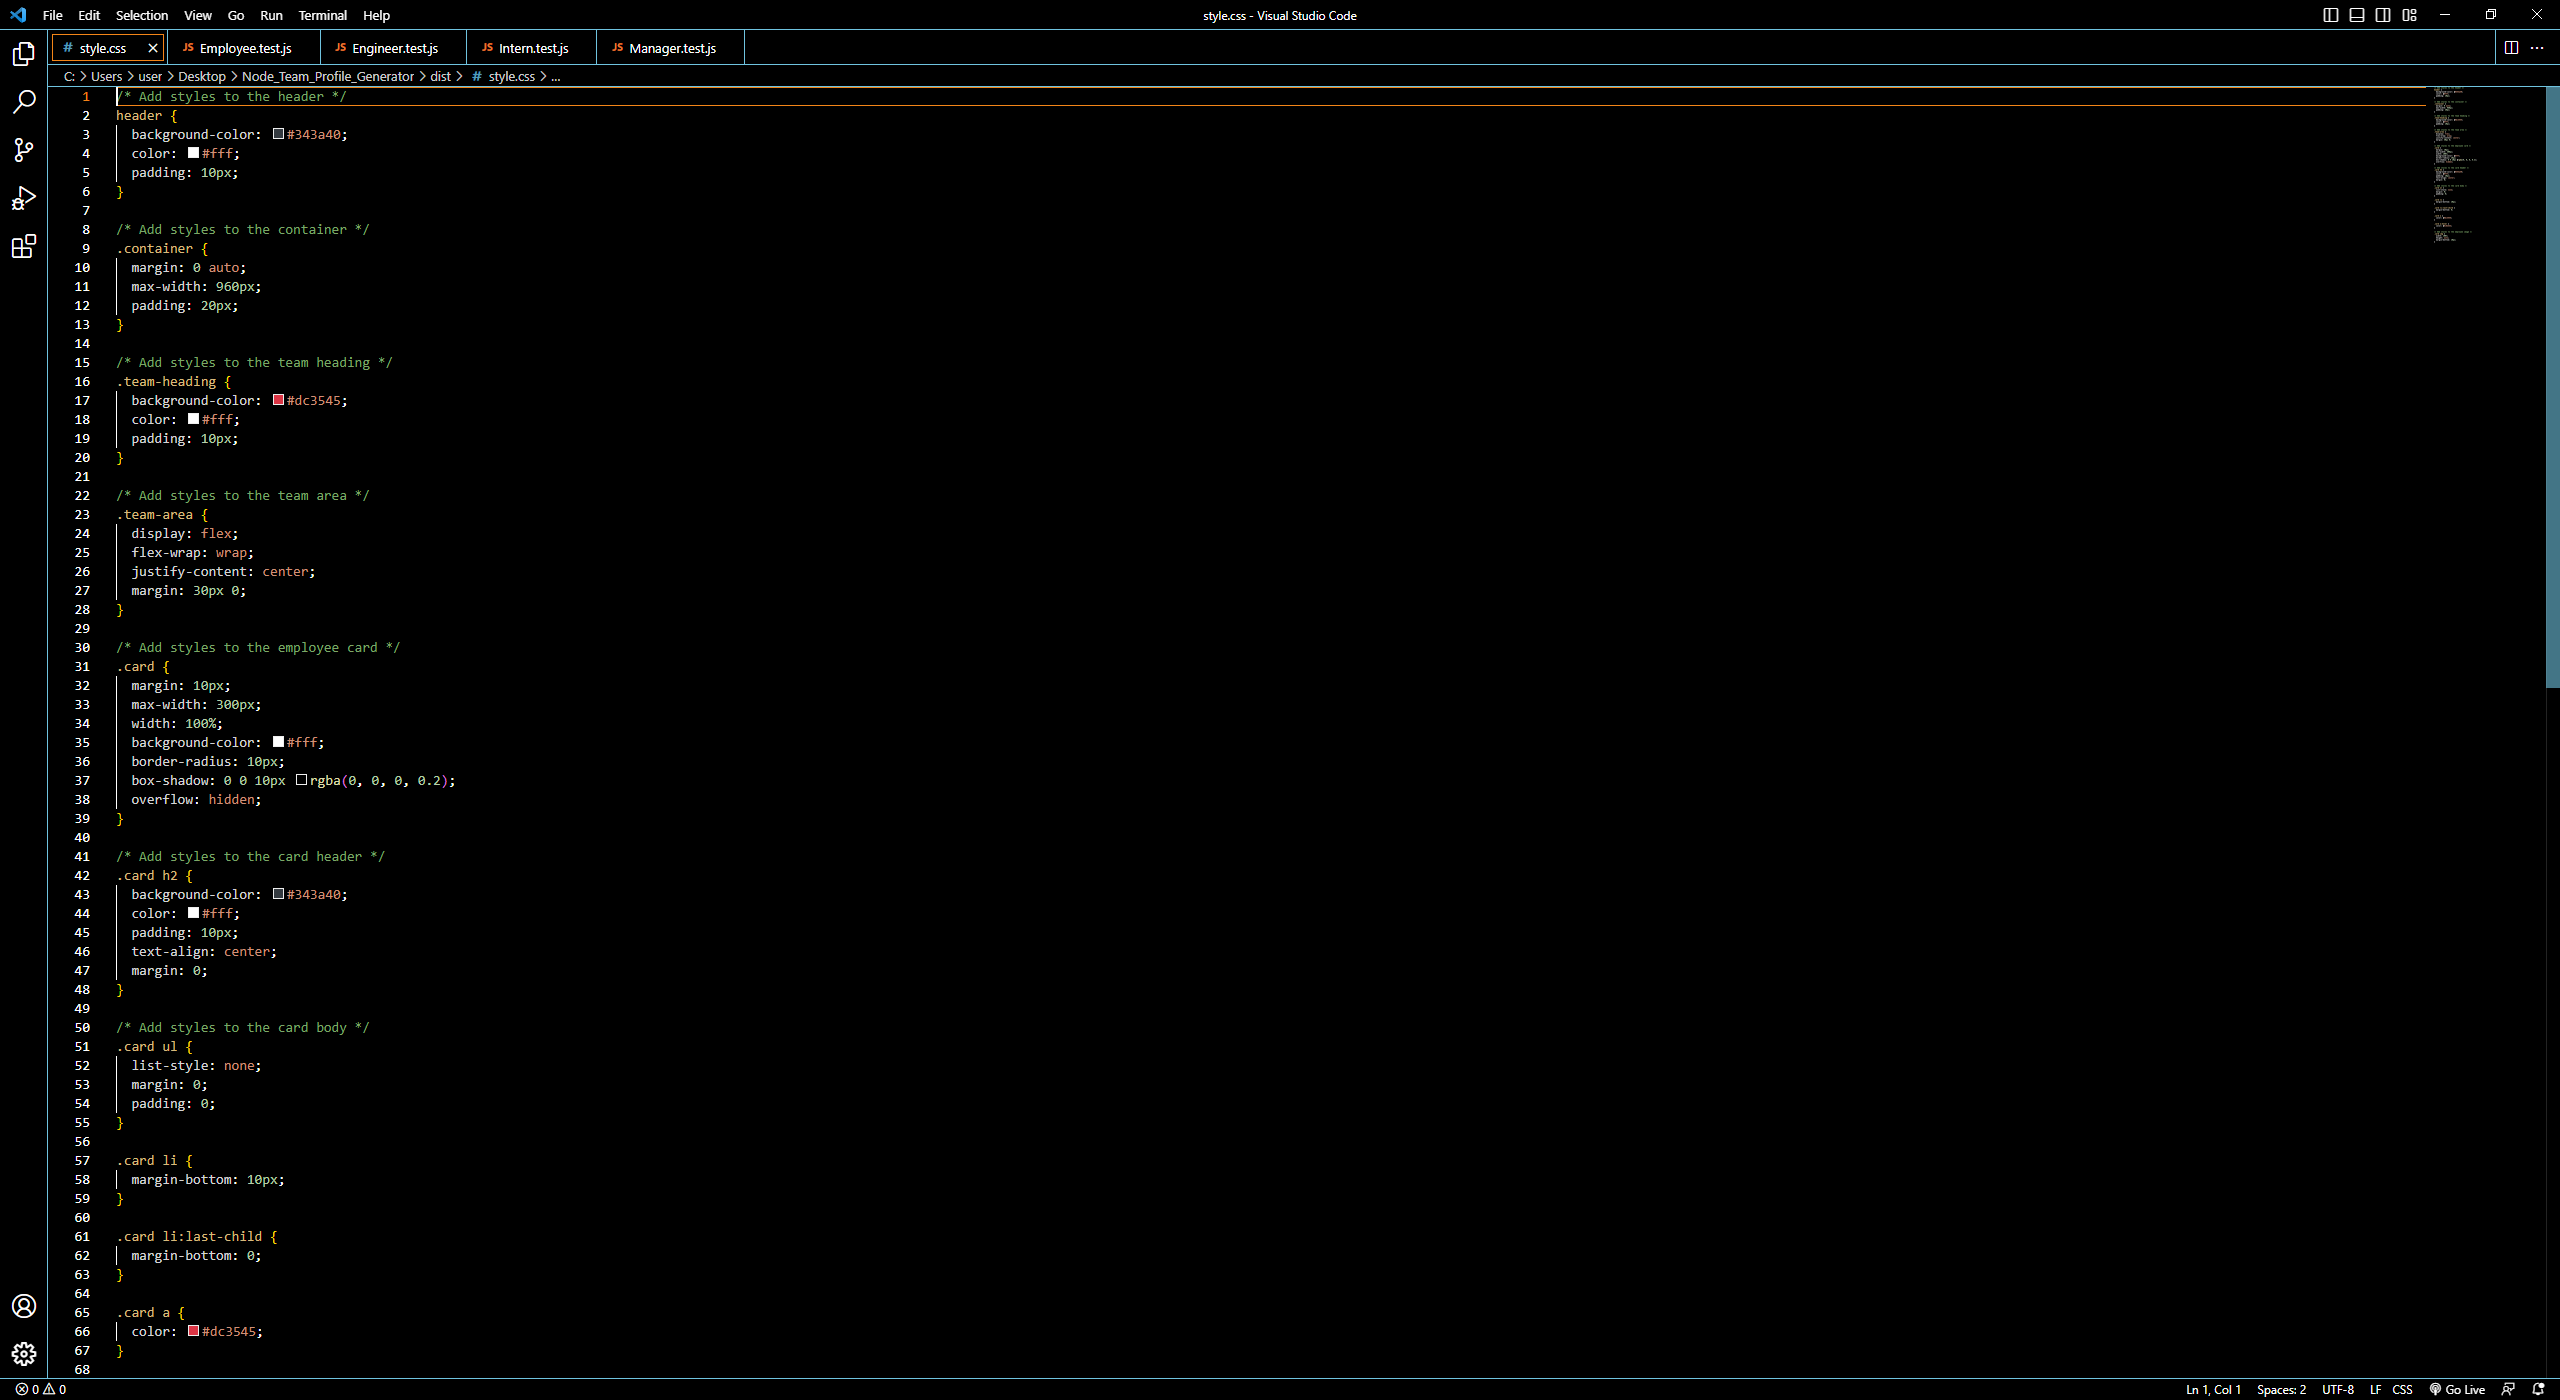 File Edit Selection View Go Run Terminal Help
style.css - Visual Studio Code
# style.css
JS Employee.test.js
JS Engineer.test.js
JS Intern.test.js
JS Manager.test.js
C: > Users > user > Desktop > Node_Team_Profile_Generator > dist > # style.css > ...
1 /* Add styles to the header */
2 header {
3 background-color: #343a40;
4 color: #fff;
5 padding: 10px;
6 }
7
8 /* Add styles to the container */
9 .container {
10 margin: 0 auto;
11 max-width: 960px;
12 padding: 20px;
13 }
14
15 /* Add styles to the team heading */
16 .team-heading {
17 background-color: #dc3545;
18 color: #fff;
19 padding: 10px;
20 }
21
22 /* Add styles to the team area */
23 .team-area {
24 display: flex;
25 flex-wrap: wrap;
26 justify-content: center;
27 margin: 30px 0;
28 }
29
30 /* Add styles to the employee card */
31 .card {
32 margin: 10px;
33 max-width: 300px;
34 width: 100%;
35 background-color: #fff;
36 border-radius: 10px;
37 box-shadow: 0 0 10px rgba(0, 0, 0, 0.2);
38 overflow: hidden;
39 }
40
41 /* Add styles to the card header */
42 .card h2 {
43 background-color: #343a40;
44 color: #fff;
45 padding: 10px;
46 text-align: center;
47 margin: 0;
48 }
49
50 /* Add styles to the card body */
51 .card ul {
52 list-style: none;
53 margin: 0;
54 padding: 0;
55 }
56
57 .card li {
58 margin-bottom: 10px;
59 }
60
61 .card li:last-child {
62 margin-bottom: 0;
63 }
64
65 .card a {
66 color: #dc3545;
67 }
68
0 0
Ln 1, Col 1 Spaces: 2 UTF-8 LF CSS Go Live